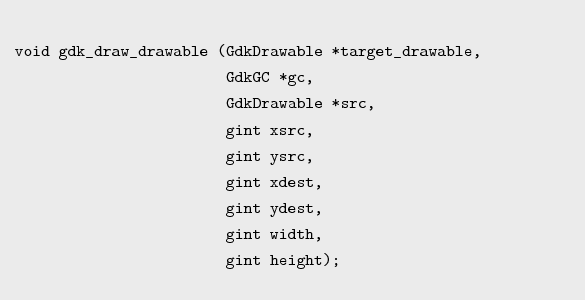 void gdk_draw_drawable (GdkDrawable *target_drawable,
GdkGC *gc,
GdkDrawable *src,
gint xsrc,
gint ysrc,
gint xdest,
gint ydest,
gint width,
gint height);